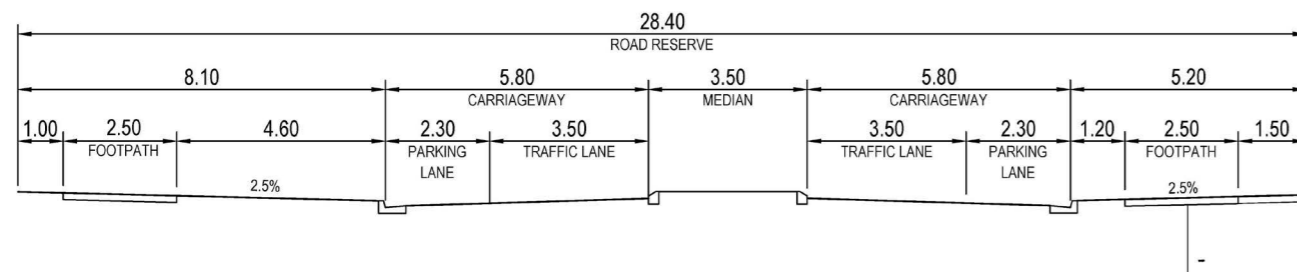 28.40
ROAD RESERVE
8.10 5.80 3.50 5.80 5.20
CARRIAGEWAY MEDIAN CARRIAGEWAY
1.00 2.50 4.60 2.30 3.50 3.50 2.30 1.20 2.50 1.50
FOOTPATH PARKING TRAFFIC LANE TRAFFIC LANE PARKING FOOTPATH
LANE LANE
2.5% 2.5%
-